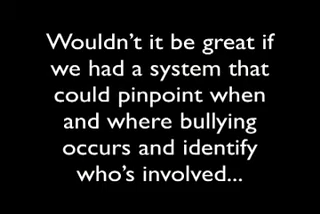 Wouldn't it be great if
we had a system that
could pinpoint when
and where bullying
occurs and identify
who's involved...